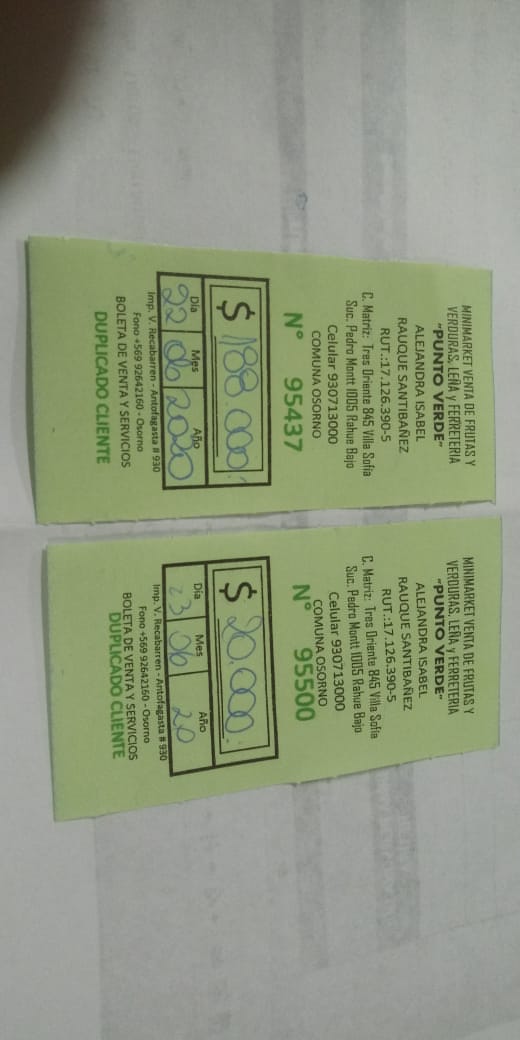 MINIMARKET VENTA DE FRUTAS Y
VERDURAS, LEÑA y FERRETERIA
"PUNTO VERDE"
ALEJANDRA ISABEL
RAUQUE SANTIBAÑEZ
RUT.:17.126.390-5
C. Matriz: Tres Oriente 845 Villa Sofía
Suc. Pedro Montt 1005 Rahue Bajo
Celular 930713000
COMUNA OSORNO
N° 95437
$ 188.000.
Día Mes Año
22 06 2020
Imp. V. Recabarren - Antofagasta # 930
Fono +569 92642160 - Osorno
BOLETA DE VENTA Y SERVICIOS
DUPLICADO CLIENTE
MINIMARKET VENTA DE FRUTAS Y
VERDURAS, LEÑA y FERRETERIA
"PUNTO VERDE"
ALEJANDRA ISABEL
RAUQUE SANTIBAÑEZ
RUT.:17.126.390-5
C. Matriz: Tres Oriente 845 Villa Sofía
Suc. Pedro Montt 1005 Rahue Bajo
Celular 930713000
COMUNA OSORNO
N° 95500
$ 20.000.
Día Mes Año
23 06 20
Imp. V. Recabarren - Antofagasta # 930
Fono +569 92642160 - Osorno
BOLETA DE VENTA Y SERVICIOS
DUPLICADO CLIENTE